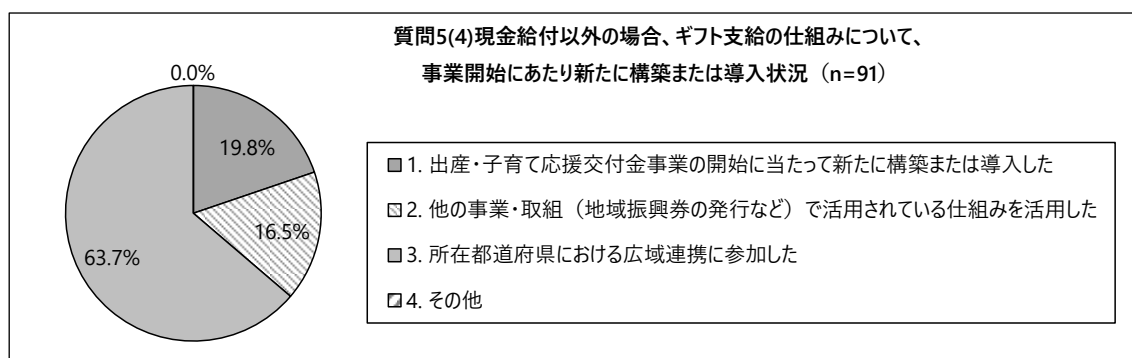 質問5(4)現金給付以外の場合、ギフト支給の仕組みについて、
事業開始にあたり新たに構築または導入状況（n=91）
0.0%
19.8%
16.5%
63.7%
1. 出産・子育て応援交付金事業の開始に当たって新たに構築または導入した
2. 他の事業・取組（地域振興券の発行など）で活用されている仕組みを活用した
3. 所在都道府県における広域連携に参加した
4. その他